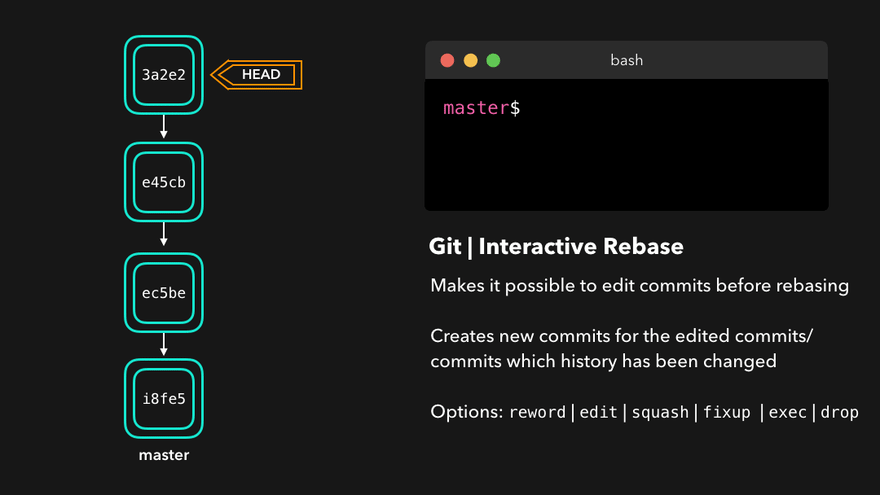 3a2e2
HEAD
e45cb
ec5be
i8fe5
master
bash
master$
Git | Interactive Rebase
Makes it possible to edit commits before rebasing
Creates new commits for the edited commits/
commits which history has been changed
Options: reword | edit | squash | fixup | exec | drop